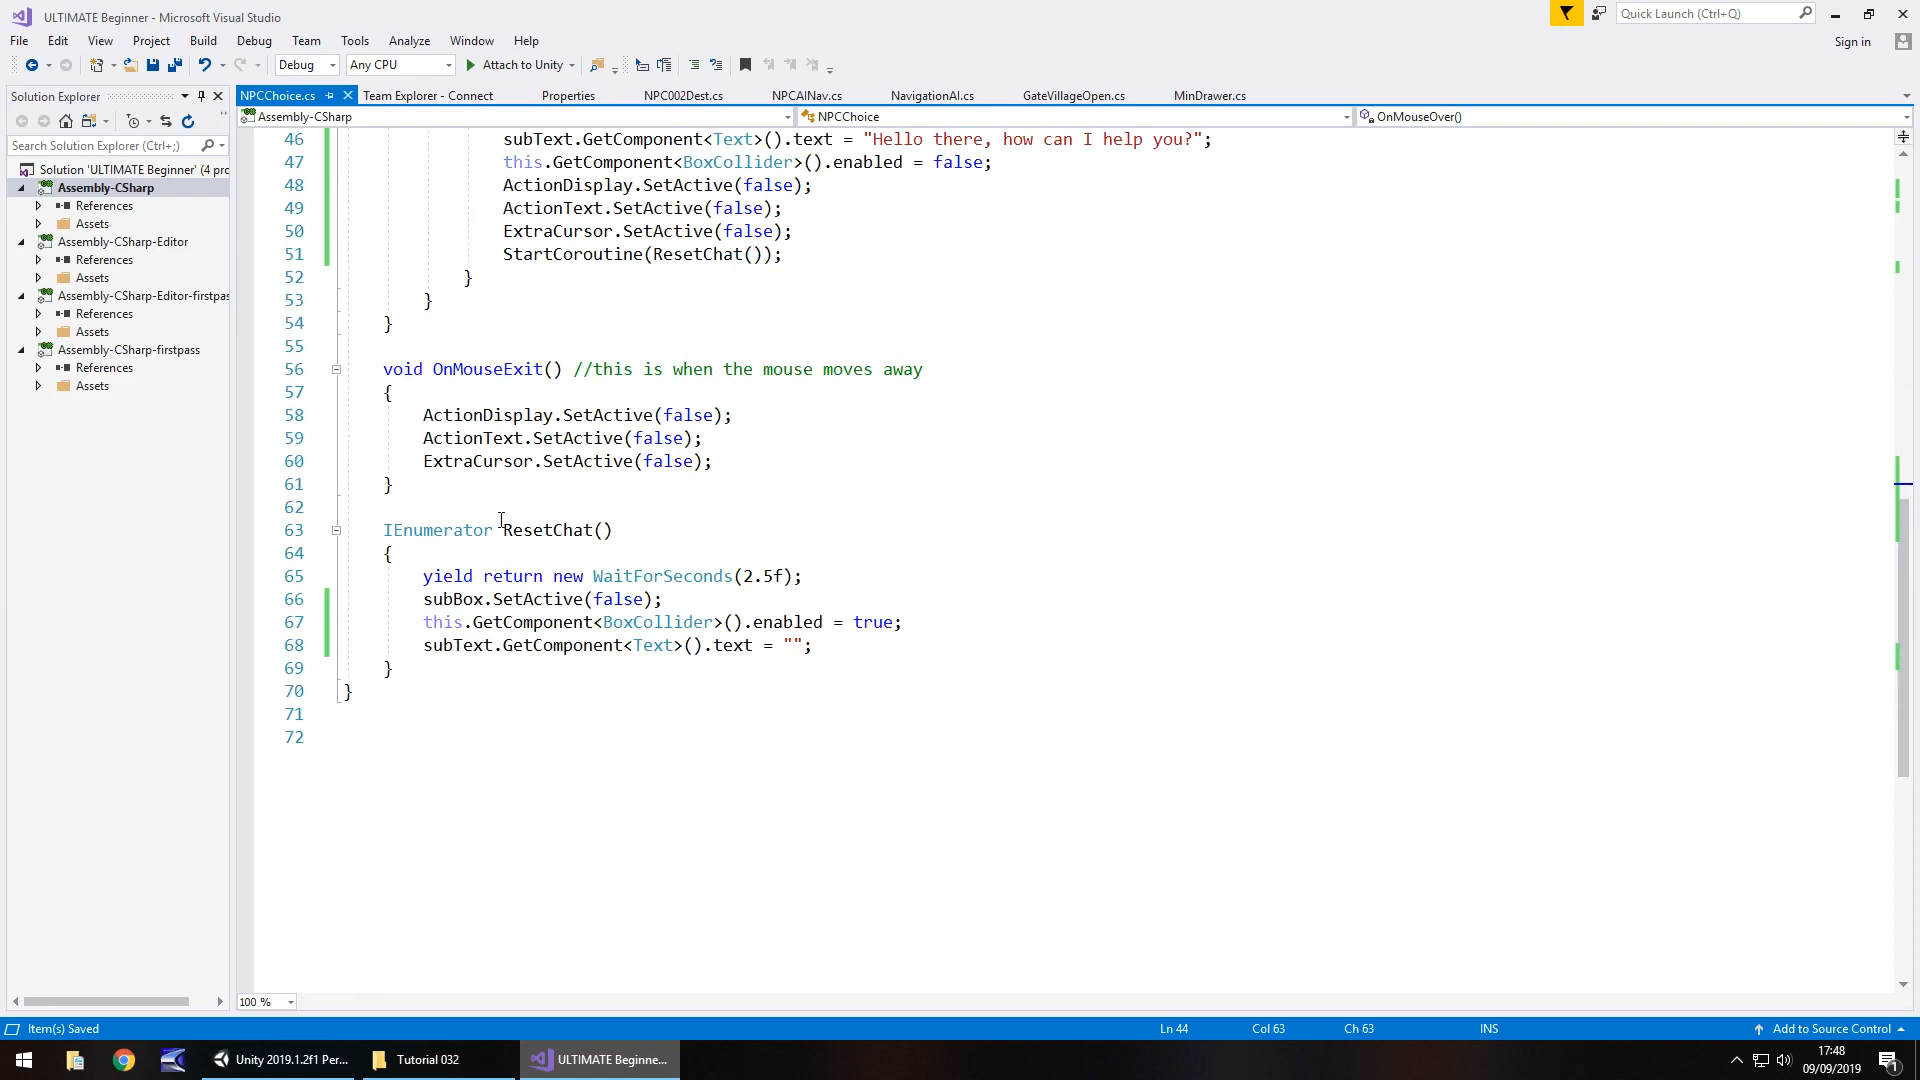 ULTIMATE Beginner - Microsoft Visual Studio
Quick Launch (Ctrl+Q)
File Edit View Project Build Debug Team Tools Analyze Window Help
Sign in
Debug Any CPU Attach to Unity
Solution Explorer
Search Solution Explorer (Ctrl+;)
Solution 'ULTIMATE Beginner' (4 pro
Assembly-CSharp
References
Assets
Assembly-CSharp-Editor
References
Assets
Assembly-CSharp-Editor-firstpas
References
Assets
Assembly-CSharp-firstpass
References
Assets
NPCChoice.cs Team Explorer - Connect Properties NPC002Dest.cs NPCAINav.cs NavigationAI.cs GateVillageOpen.cs MinDrawer.cs
Assembly-CSharp NPCChoice OnMouseOver()
46 subText.GetComponent<Text>().text = "Hello there, how can I help you?";
47 this.GetComponent<BoxCollider>().enabled = false;
48 ActionDisplay.SetActive(false);
49 ActionText.SetActive(false);
50 ExtraCursor.SetActive(false);
51 StartCoroutine(ResetChat());
52 }
53 }
54 }
55
56 void OnMouseExit() //this is when the mouse moves away
57 {
58 ActionDisplay.SetActive(false);
59 ActionText.SetActive(false);
60 ExtraCursor.SetActive(false);
61 }
62
63 IEnumerator ResetChat()
64 {
65 yield return new WaitForSeconds(2.5f);
66 subBox.SetActive(false);
67 this.GetComponent<BoxCollider>().enabled = true;
68 subText.GetComponent<Text>().text = "";
69 }
70 }
71
72
100 %
Item(s) Saved Ln 44 Col 63 Ch 63 INS Add to Source Control
Unity 2019.1.2f1 Per... Tutorial 032 ULTIMATE Beginne...
17:48
09/09/2019
1